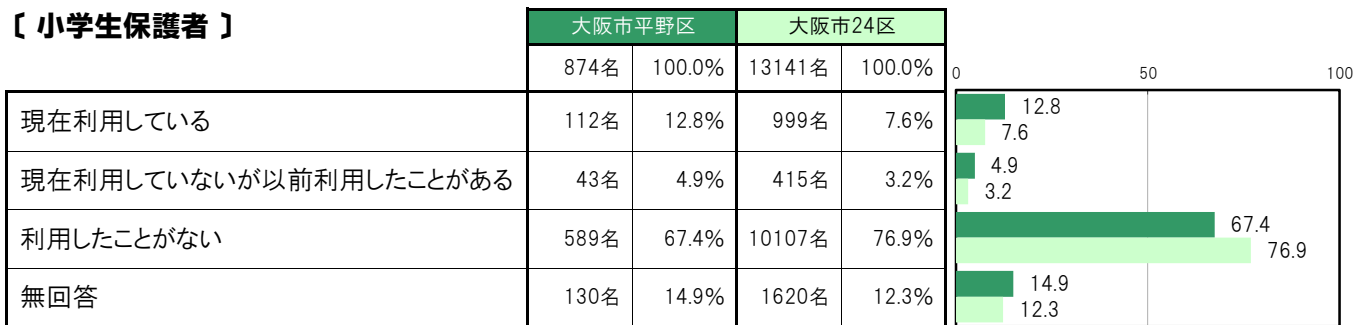 〔 小学生保護者 〕
大阪市平野区 大阪市24区
874名 100.0% 13141名 100.0%
0 50 100
現在利用している 112名 12.8% 999名 7.6%
12.8
7.6
現在利用していないが以前利用したことがある 43名 4.9% 415名 3.2%
4.9
3.2
利用したことがない 589名 67.4% 10107名 76.9%
67.4
76.9
無回答 130名 14.9% 1620名 12.3%
14.9
12.3